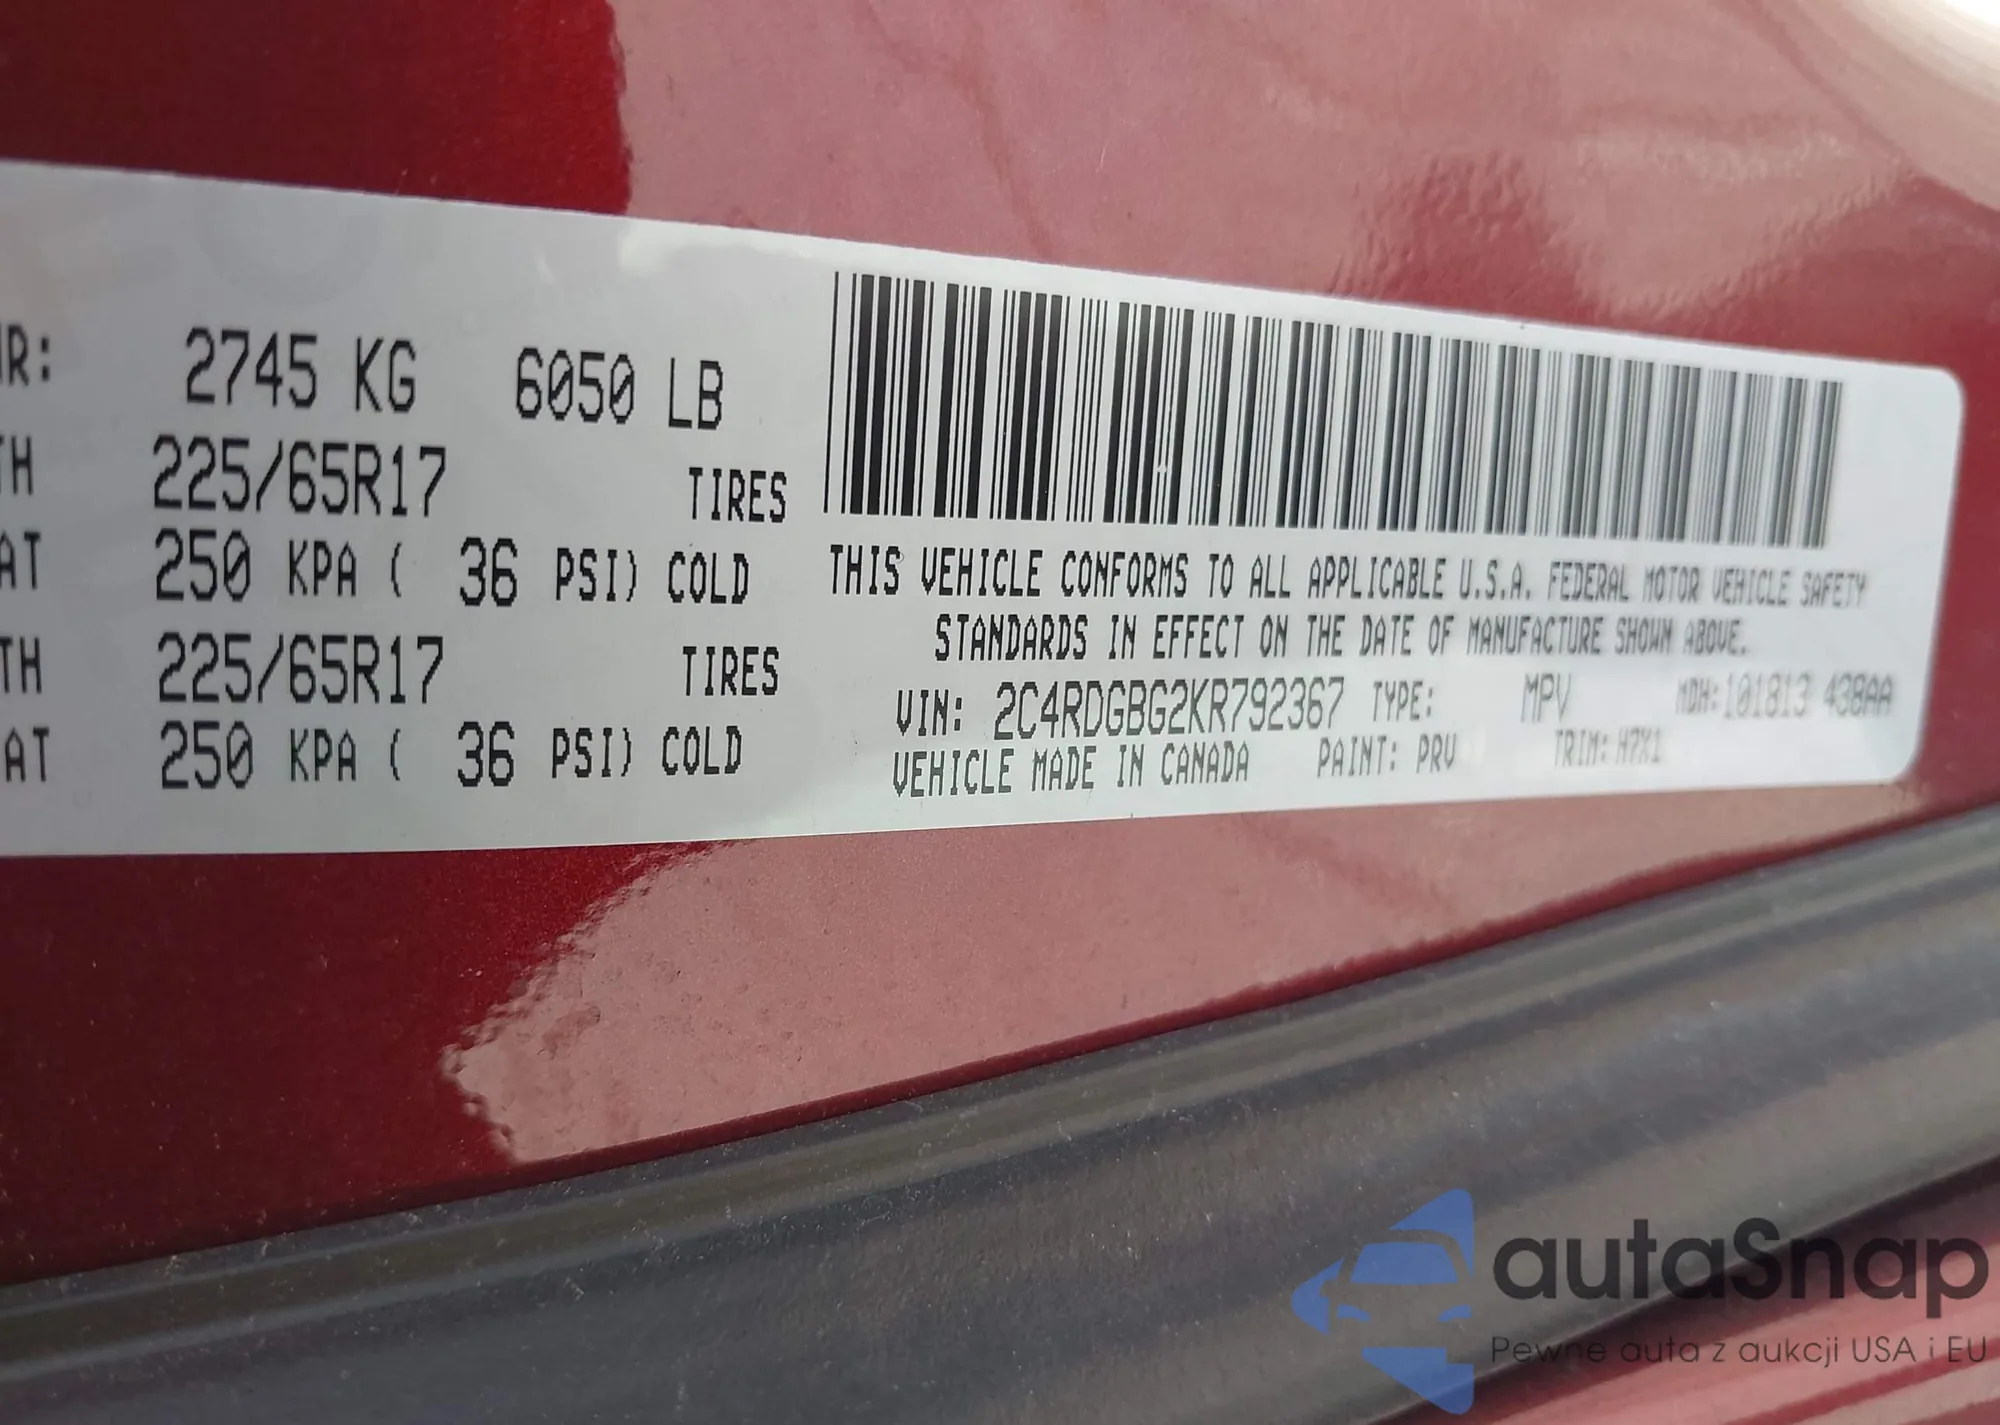 WR: 2745 KG 6050 LB
TH 225/65R17 TIRES
AT 250 KPA ( 36 PSI) COLD
TH 225/65R17 TIRES
AT 250 KPA ( 36 PSI) COLD
THIS VEHICLE CONFORMS TO ALL APPLICABLE U.S.A. FEDERAL MOTOR VEHICLE SAFETY
STANDARDS IN EFFECT ON THE DATE OF MANUFACTURE SHOWN ABOVE.
VIN: 2C4RDGBG2KR792367 TYPE: MPV MDH:101813 438AA
VEHICLE MADE IN CANADA PAINT: PRV TRIM: H7X1
autaSnap
Pewne auta z aukcji USA i EU